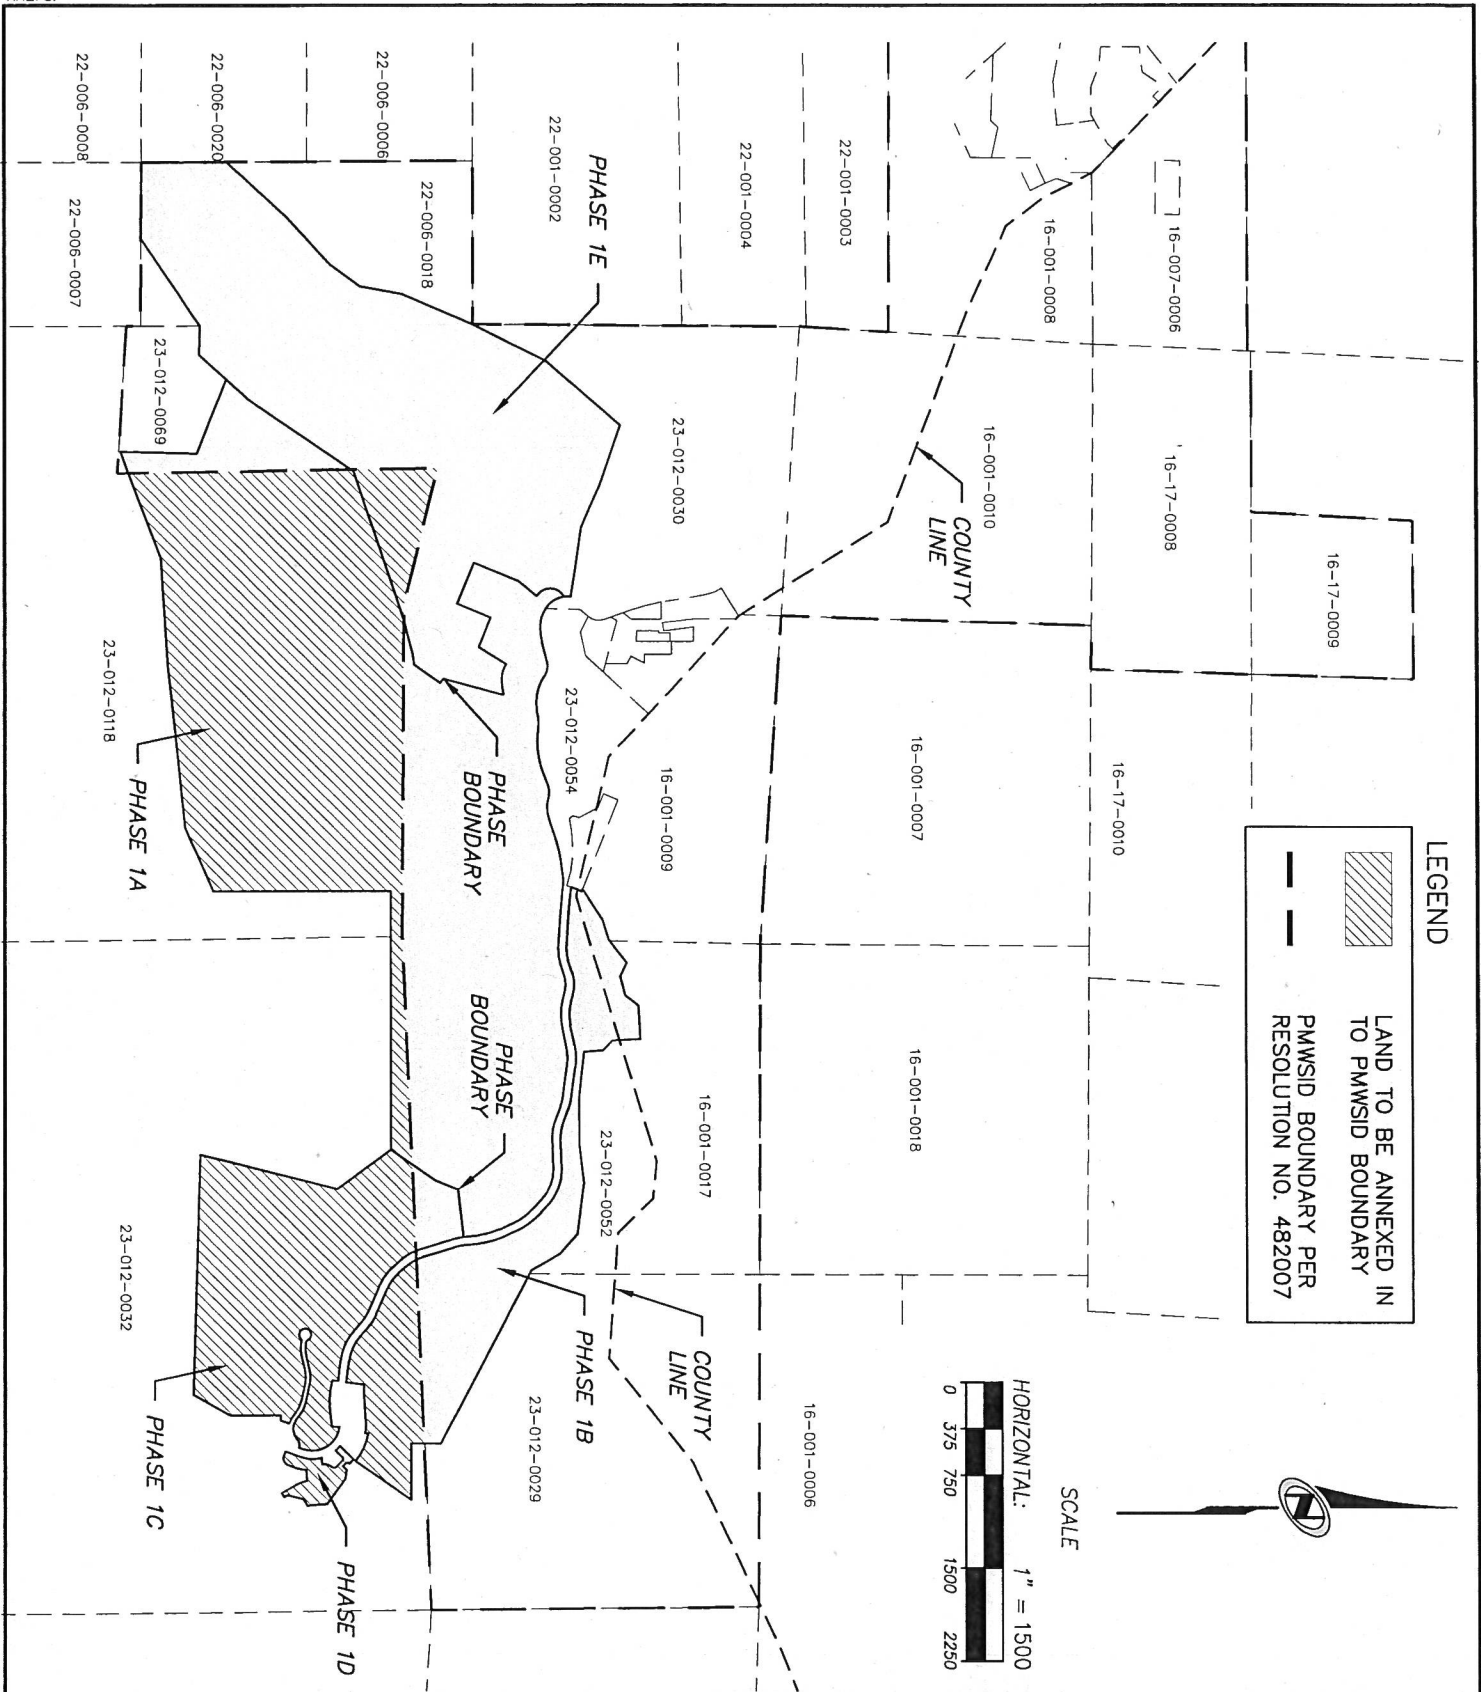 LEGEND
LAND TO BE ANNEXED IN
TO PMWSID BOUNDARY
PMWSID BOUNDARY PER
RESOLUTION NO. 482007
SCALE
HORIZONTAL: 1" = 1500
0 375 750 1500 2250
N
16-17-0009
16-007-0006
16-17-0008
16-17-0010
16-001-0008
16-001-0010
COUNTY
LINE
16-001-0007
16-001-0018
16-001-0006
22-001-0003
22-001-0004
22-001-0002
23-012-0030
16-001-0009
16-001-0017
23-012-0054
23-012-0052
COUNTY
LINE
PHASE 1E
PHASE
BOUNDARY
PHASE
BOUNDARY
PHASE 1B
23-012-0029
22-006-0006
22-006-0018
22-006-0020
22-006-0008
22-006-0007
23-012-0069
23-012-0118
PHASE 1A
23-012-0032
PHASE 1C
PHASE 1D